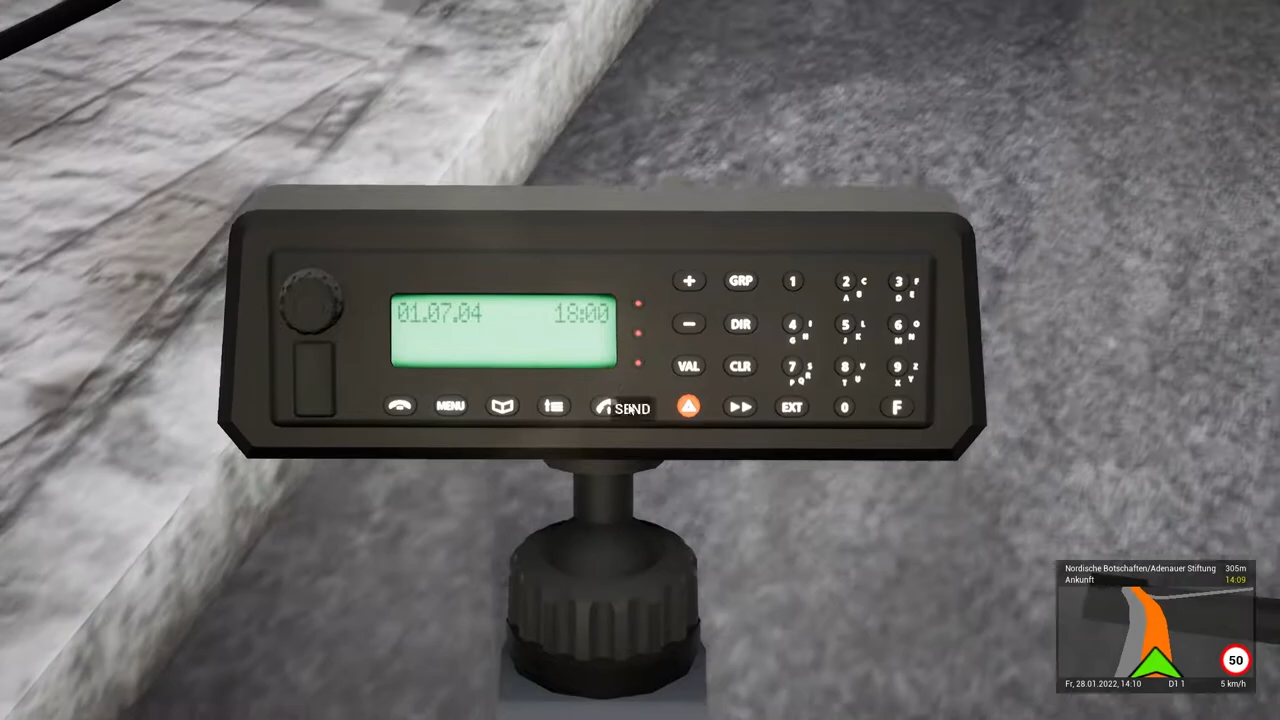 01.07.04 18:00
+ GRP 1 2 C 3 F
A B D E
- DIR 4 I 5 L 6 O
G H J K M N
VAL CLR 7 S 8 V 9 Z
P Q R T U X Y
MENU SEND EXT 0 F
Nordische Botschaften/Adenauer Stiftung 305m
Ankunft 14:09
50
Fr, 28.01.2022, 14:10 D1 1 5 km/h